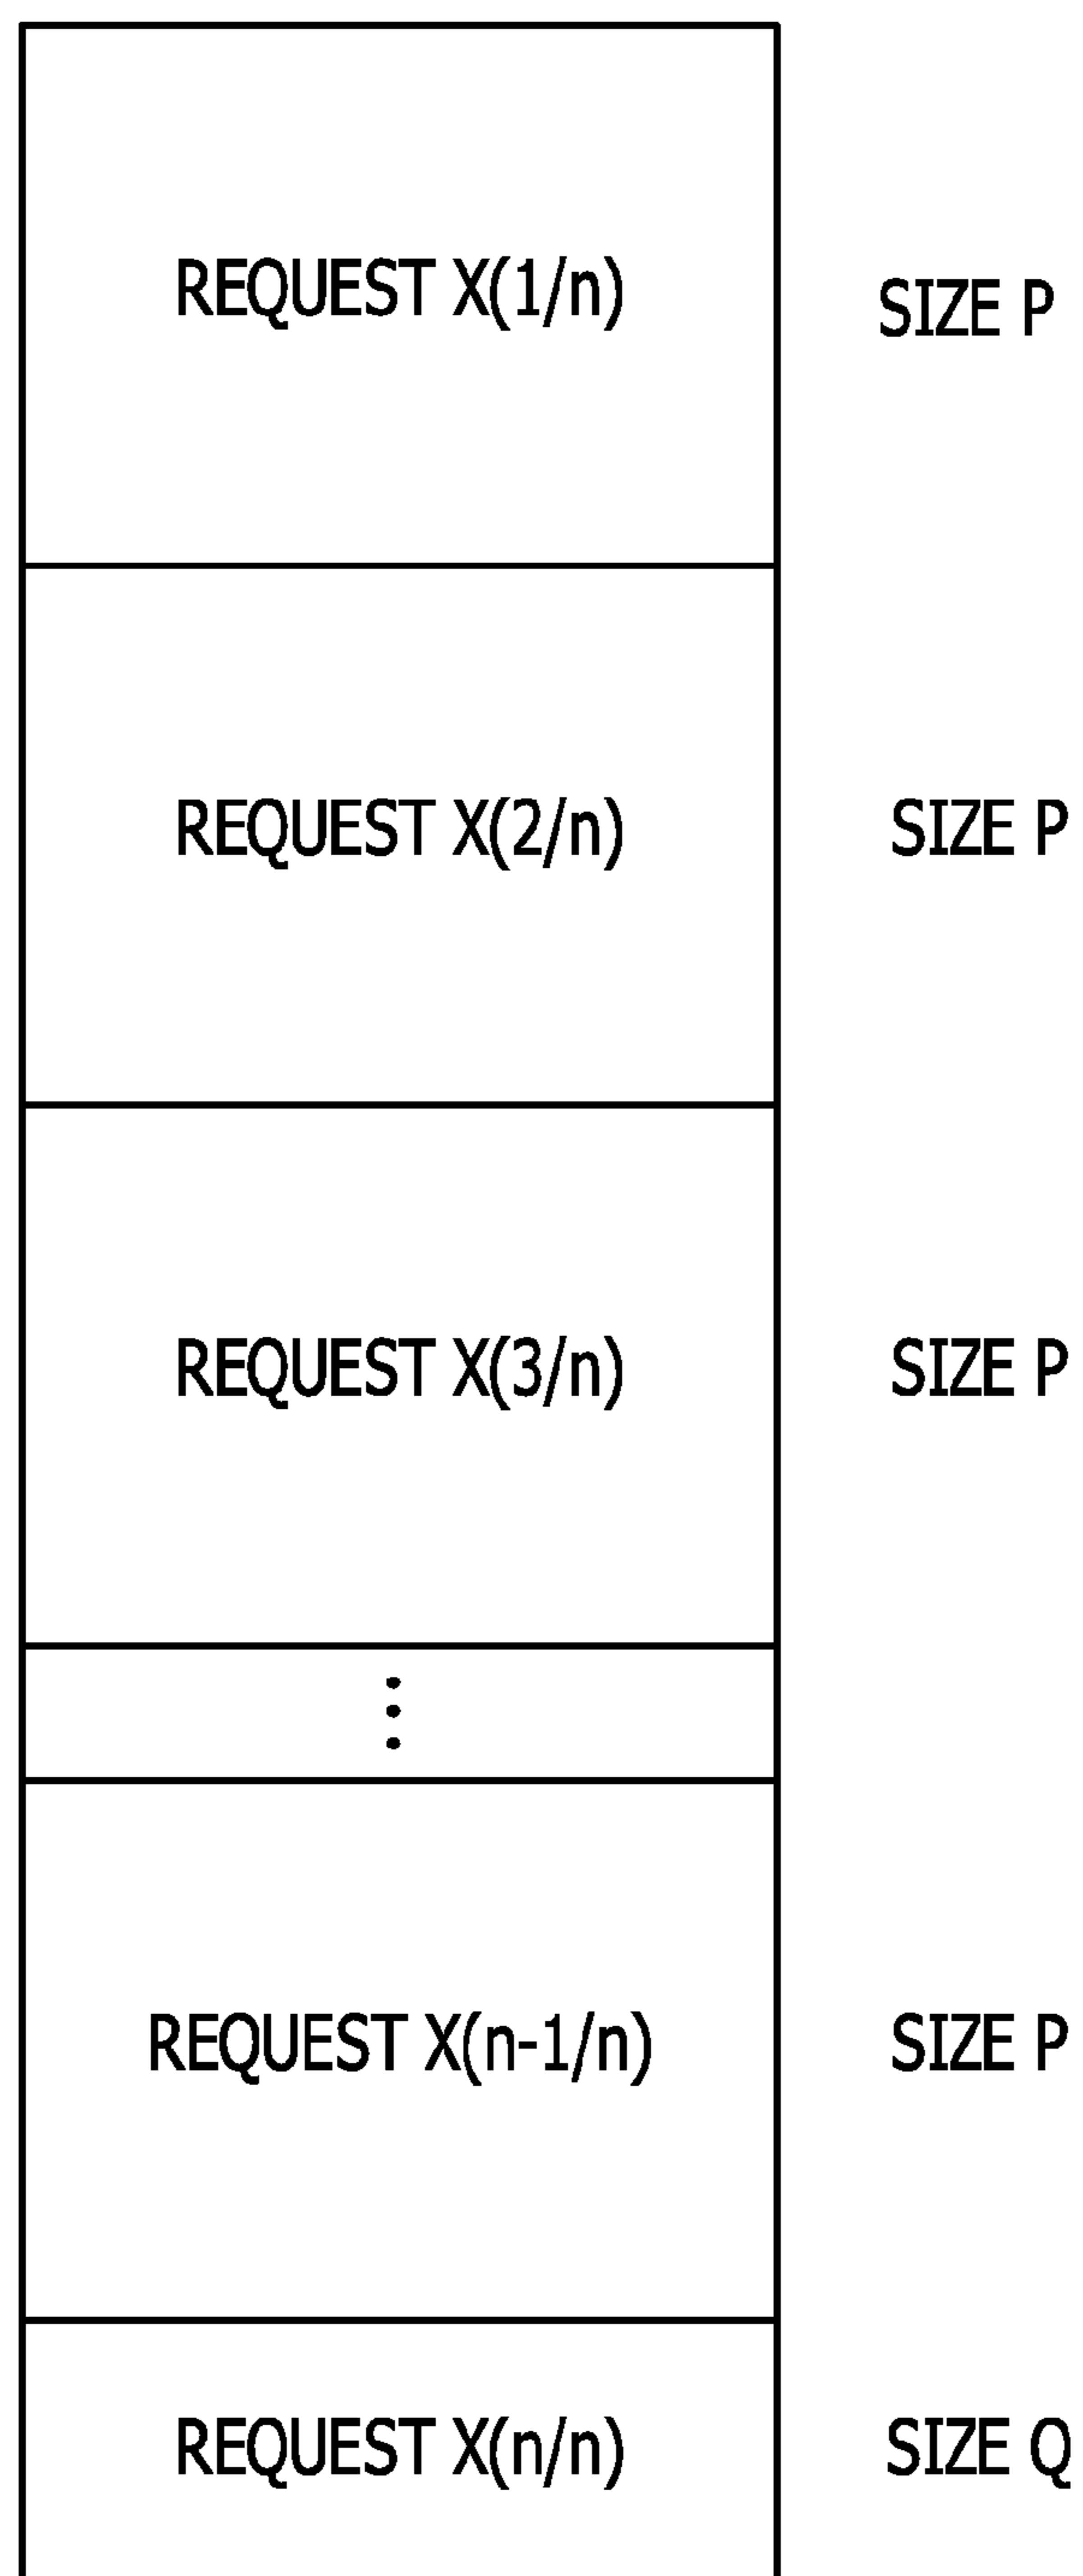 REQUEST X(1/n) SIZE P
REQUEST X(2/n) SIZE P
REQUEST X(3/n) SIZE P
⋮
REQUEST X(n-1/n) SIZE P
REQUEST X(n/n) SIZE Q